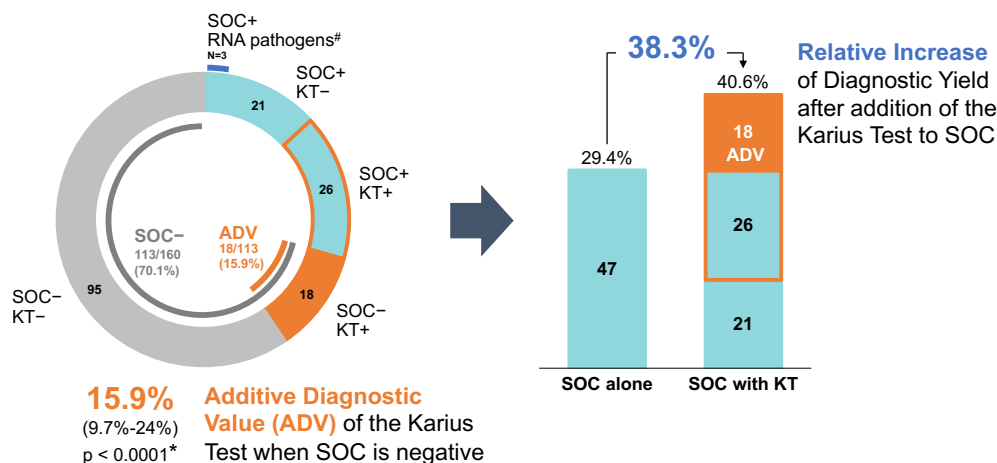 SOC+
RNA pathogens#
N=3
SOC+
KT−
21
SOC+
KT+
26
SOC−
113/160
(70.1%)
ADV
18/113
(15.9%)
SOC−
KT−
95
18
SOC−
KT+
15.9%
(9.7%-24%)
p < 0.0001*
Additive Diagnostic
Value (ADV) of the Karius
Test when SOC is negative
38.3%
40.6%
29.4%
18
ADV
26
47
21
SOC alone
SOC with KT
Relative Increase
of Diagnostic Yield
after addition of the
Karius Test to SOC